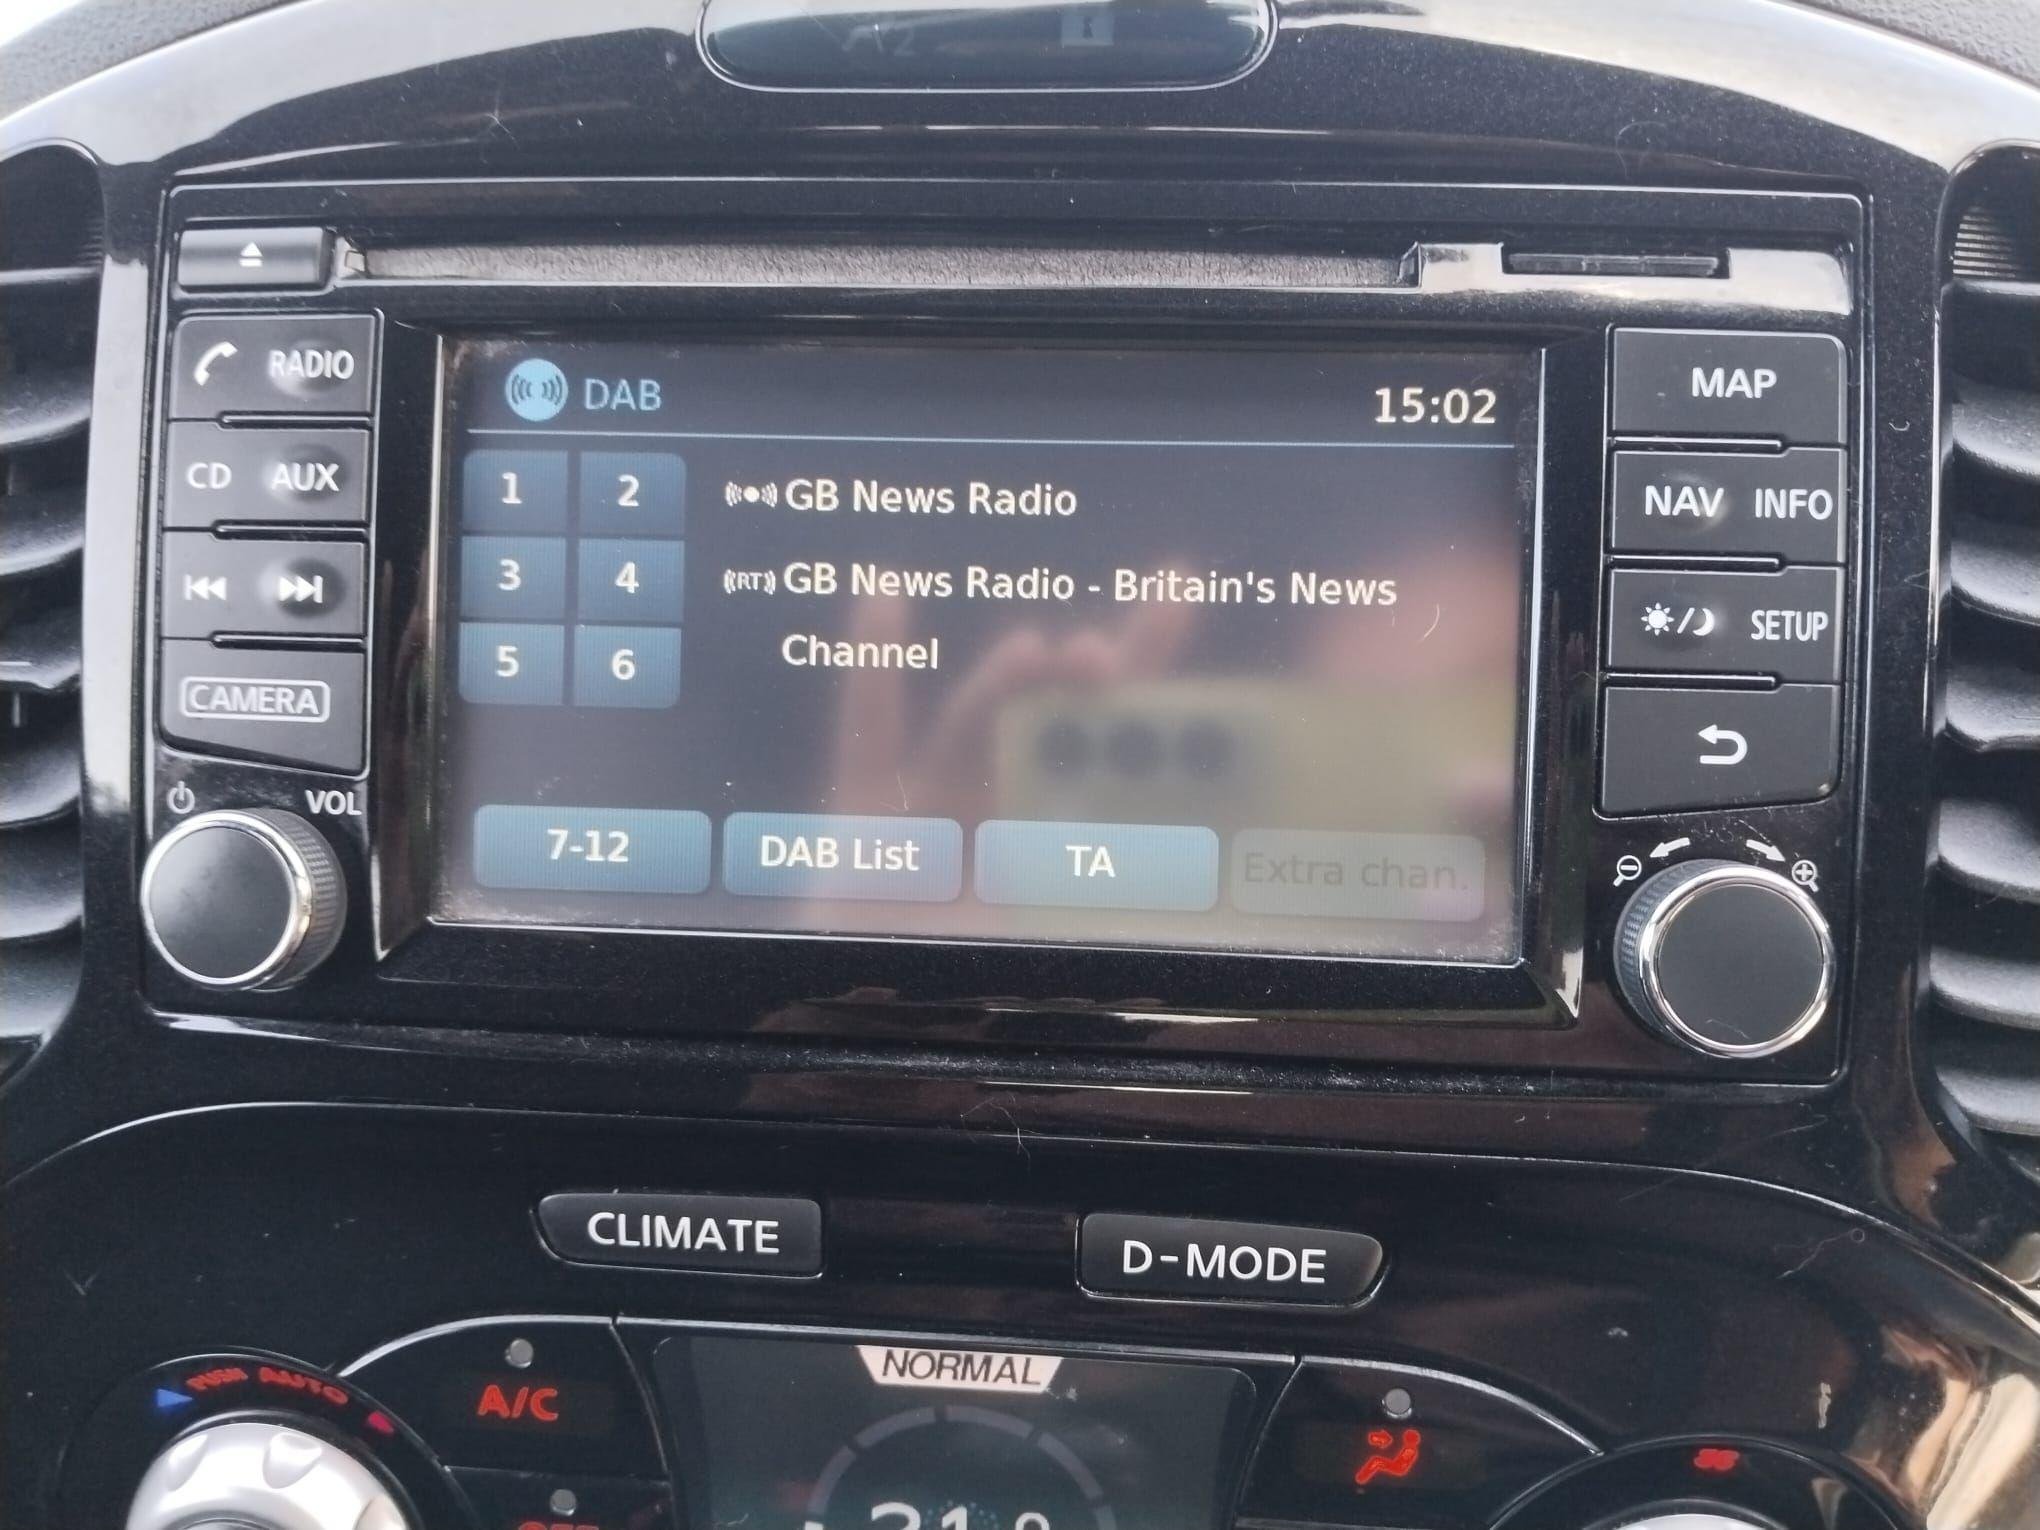 RADIO
CD AUX
CAMERA
VOL
DAB 15:02
1 2
3 4
5 6
GB News Radio
RT GB News Radio - Britain's News
Channel
7-12 DAB List TA Extra chan.
MAP
NAV INFO
SETUP
CLIMATE D-MODE
NORMAL
PUSH AUTO
A/C